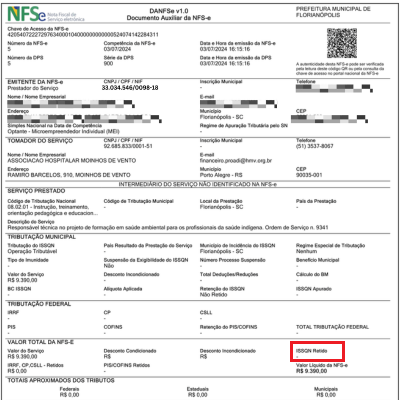 NFSe Nota Fiscal de Serviço eletrônica
DANFSe v1.0
Documento Auxiliar da NFS-e
PREFEITURA MUNICIPAL DE FLORIANÓPOLIS
Chave de Acesso da NFS-e
Número da NFS-e
Competência da NFS-e
Data e Hora da emissão da NFS-e
5
03/07/2024
03/07/2024 16:15:16
Número da DPS
Série da DPS
Data e Hora da emissão da DPS
5
900
03/07/2024 16:15:16
A autenticidade desta NFS-e pode ser verificada
pela leitura deste código QR ou pela consulta da
chave de acesso no portal nacional da NFS-e
EMITENTE DA NFS-e
CNPJ / CPF / NIF
Inscrição Municipal
Telefone
Prestador do Serviço
33.034.546/0098-18
-
Nome / Nome Empresarial
E-mail
Endereço
Município
CEP
Florianópolis - SC
Simples Nacional na Data de Competência
Regime de Apuração Tributária pelo SN
Optante - Microempreendedor Individual (MEI)
-
TOMADOR DO SERVIÇO
CNPJ / CPF / NIF
Inscrição Municipal
Telefone
92.685.833/0001-51
-
(51) 3537-8067
Nome / Nome Empresarial
E-mail
ASSOCIACAO HOSPITALAR MOINHOS DE VENTO
financeiro.proadi@hmv.org.br
Endereço
Município
CEP
RAMIRO BARCELOS, 910, MOINHOS DE VENTO
Porto Alegre - RS
90035-001
INTERMEDIÁRIO DO SERVIÇO NÃO IDENTIFICADO NA NFS-e
SERVIÇO PRESTADO
Código de Tributação Nacional
Código de Tributação Municipal
Local da Prestação
País da Prestação
08.02.01 - Instrução, treinamento,
orientação pedagógica e educacion...
-
Florianópolis - SC
-
Descrição do Serviço
Responsável técnica no projeto de formação em saúde ambiental para os profissionais da saúde indígena. Ordem de Serviço n. 9341
TRIBUTAÇÃO MUNICIPAL
Tributação do ISSQN
País Resultado da Prestação do Serviço
Município de Incidência do ISSQN
Regime Especial de Tributação
Operação Tributável
-
Florianópolis - SC
Nenhum
Tipo de Imunidade
Suspensão da Exigibilidade do ISSQN
Número Processo Suspensão
Benefício Municipal
-
Não
-
-
Valor do Serviço
Desconto Incondicionado
Total Deduções/Reduções
Cálculo do BM
R$ 9.390,00
-
-
-
BC ISSQN
Alíquota Aplicada
Retenção do ISSQN
ISSQN Apurado
-
-
Não Retido
-
TRIBUTAÇÃO FEDERAL
IRRF
CP
CSLL
-
-
-
PIS
COFINS
Retenção do PIS/COFINS
TOTAL TRIBUTAÇÃO FEDERAL
-
-
-
-
VALOR TOTAL DA NFS-E
Valor do Serviço
Desconto Condicionado
Desconto Incondicionado
ISSQN Retido
R$ 9.390,00
R$
R$
-
IRRF, CP,CSLL - Retidos
PIS/COFINS Retidos
Valor Líquido da NFS-e
R$ 0,00
-
R$ 9.390,00
TOTAIS APROXIMADOS DOS TRIBUTOS
Federais
Estaduais
Municipais
R$ 0,00
R$ 0,00
R$ 0,00